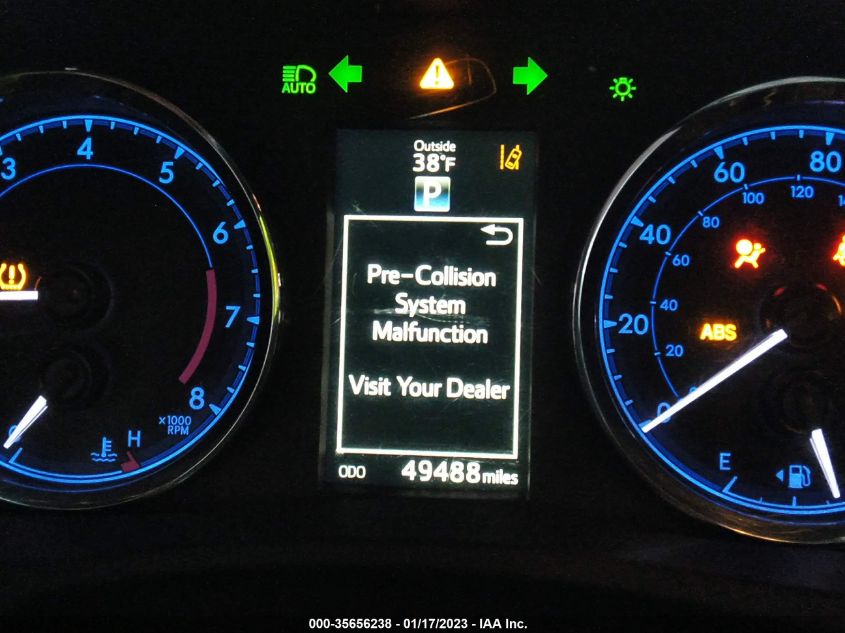 AUTO
Outside
38°F
P
3
4
5
6
7
8
x1000
RPM
H
Pre-Collision
System
Malfunction
Visit Your Dealer
ODO 49488 miles
0
20
40
60
80
20
40
60
80
100
120
ABS
E
000-35656238 - 01/17/2023 - IAA Inc.